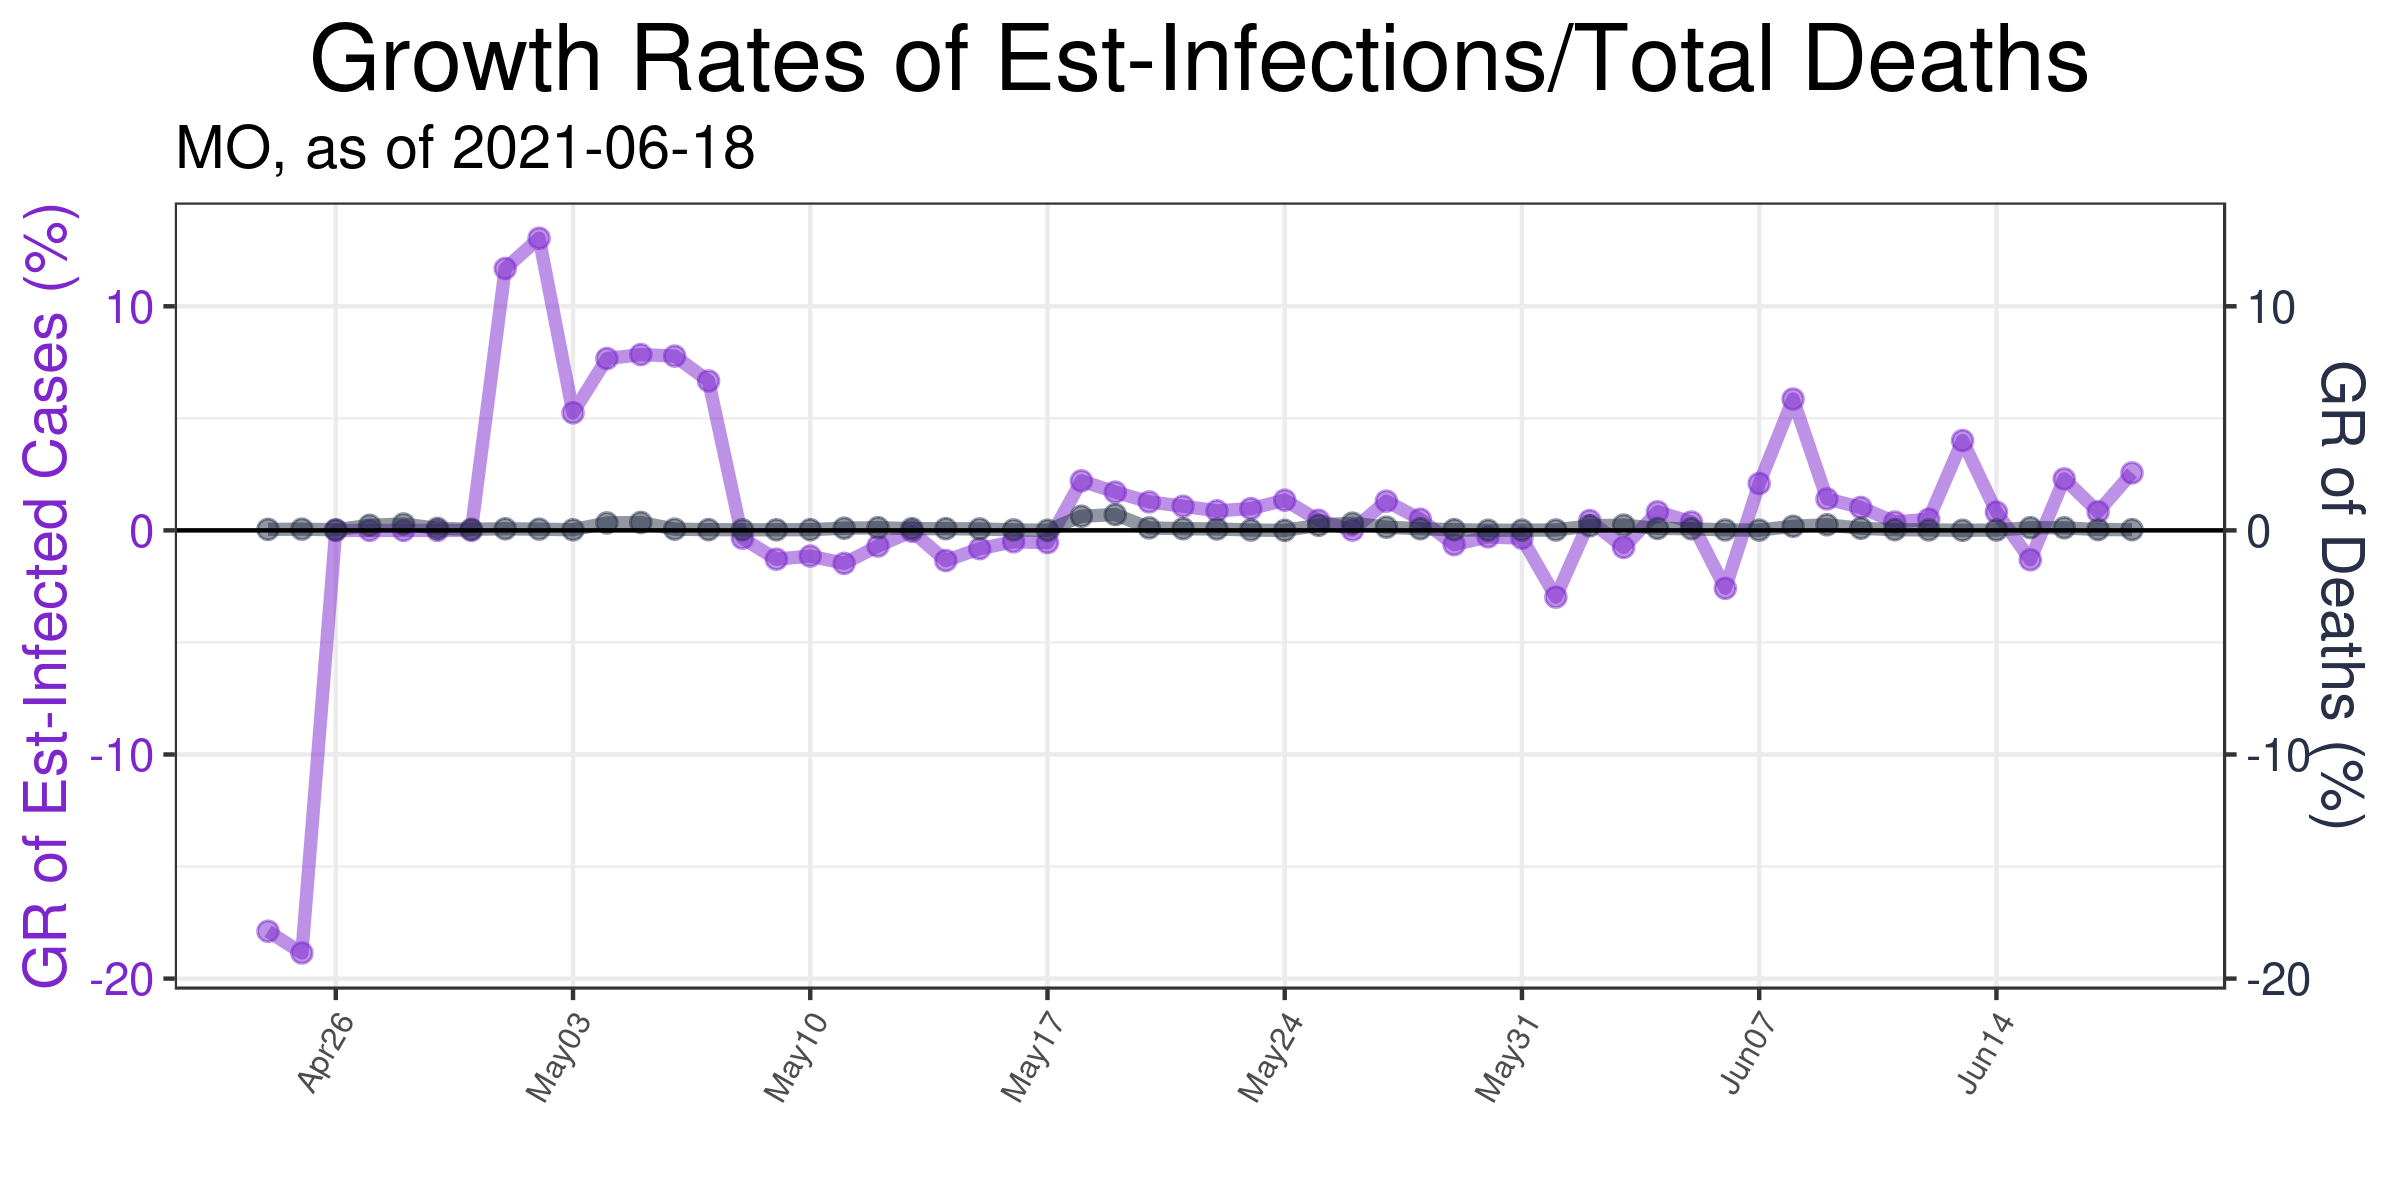 Growth Rates of Est-Infections/Total Deaths
MO, as of 2021-06-18
GR of Est-Infected Cases (%)
10
0
-10
-20
10
0
-10
-20
GR of Deaths (%)
Apr26
May03
May10
May17
May24
May31
Jun07
Jun14